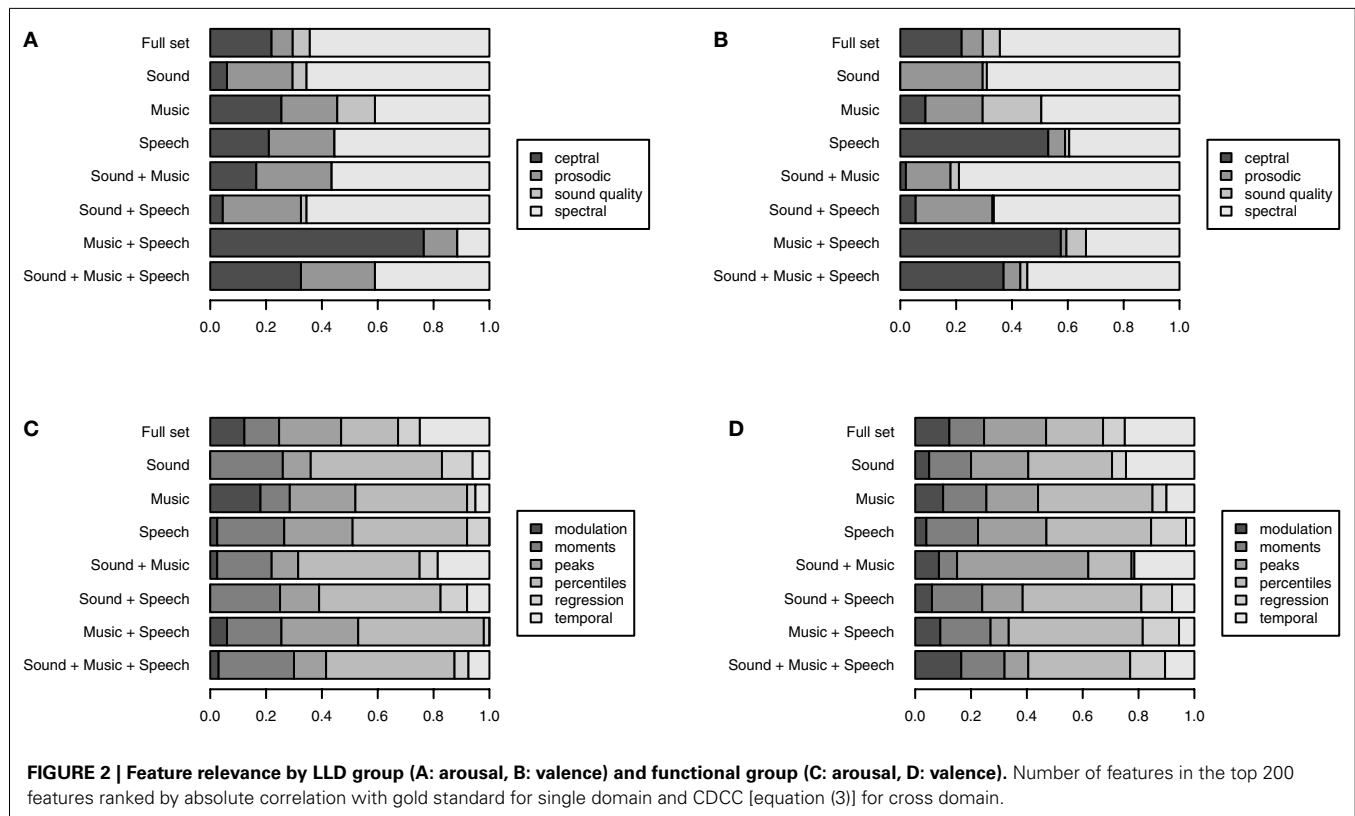 A
Full set
Sound
Music
Speech
Sound + Music
Sound + Speech
Music + Speech
Sound + Music + Speech
0.0 0.2 0.4 0.6 0.8 1.0
ceptral
prosodic
sound quality
spectral
B
Full set
Sound
Music
Speech
Sound + Music
Sound + Speech
Music + Speech
Sound + Music + Speech
0.0 0.2 0.4 0.6 0.8 1.0
ceptral
prosodic
sound quality
spectral
C
Full set
Sound
Music
Speech
Sound + Music
Sound + Speech
Music + Speech
Sound + Music + Speech
0.0 0.2 0.4 0.6 0.8 1.0
modulation
moments
peaks
percentiles
regression
temporal
D
Full set
Sound
Music
Speech
Sound + Music
Sound + Speech
Music + Speech
Sound + Music + Speech
0.0 0.2 0.4 0.6 0.8 1.0
modulation
moments
peaks
percentiles
regression
temporal
FIGURE 2 | Feature relevance by LLD group (A: arousal, B: valence) and functional group (C: arousal, D: valence). Number of features in the top 200
features ranked by absolute correlation with gold standard for single domain and CDCC [equation (3)] for cross domain.